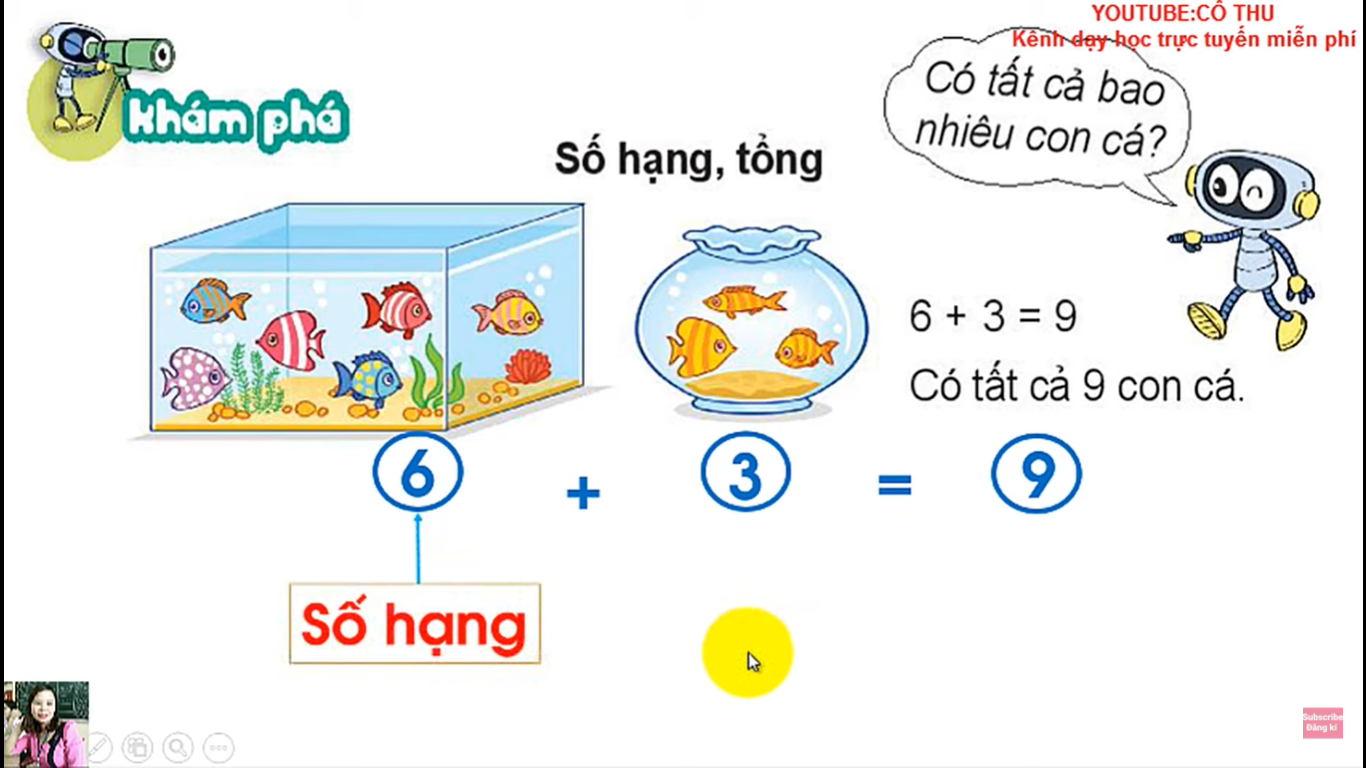 YOUTUBE:CÔ THU
Kênh dạy học trực tuyến miễn phí
khám phá
Có tất cả bao
nhiêu con cá?
Số hạng, tổng
6 + 3 = 9
Có tất cả 9 con cá.
6 + 3 = 9
Số hạng
Subscribe
Đăng kí